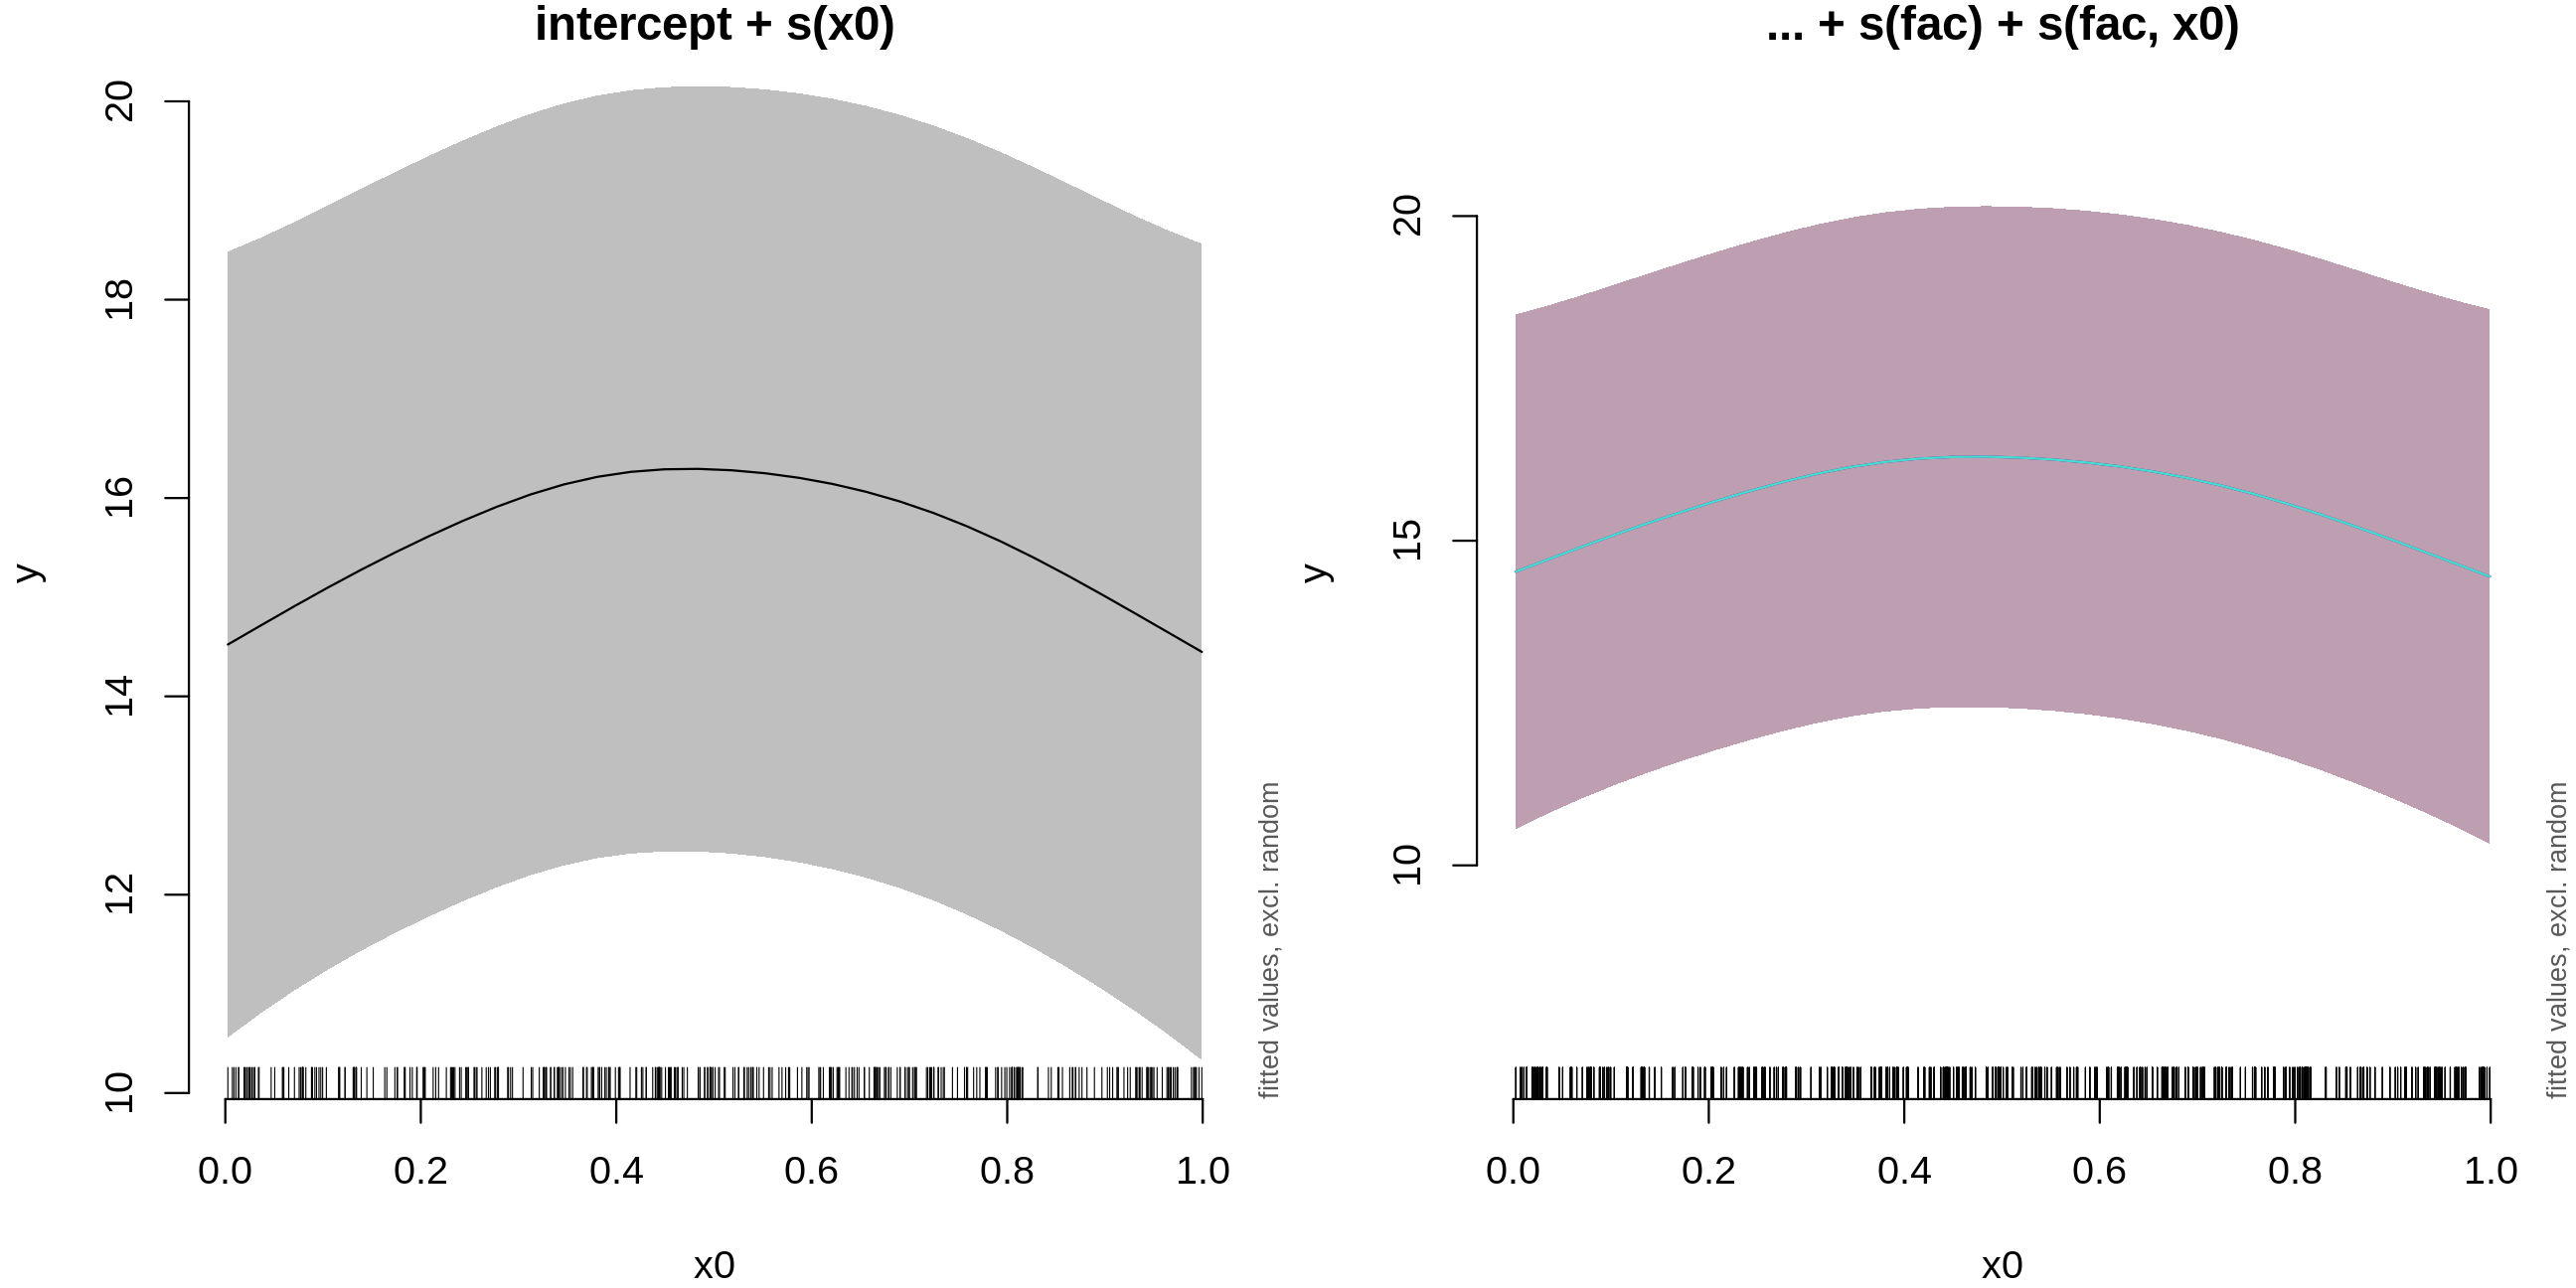 intercept + s(x0)
y
20
18
16
14
12
10
0.0 0.2 0.4 0.6 0.8 1.0
x0
fitted values, excl. random
... + s(fac) + s(fac, x0)
y
20
15
10
0.0 0.2 0.4 0.6 0.8 1.0
x0
fitted values, excl. random